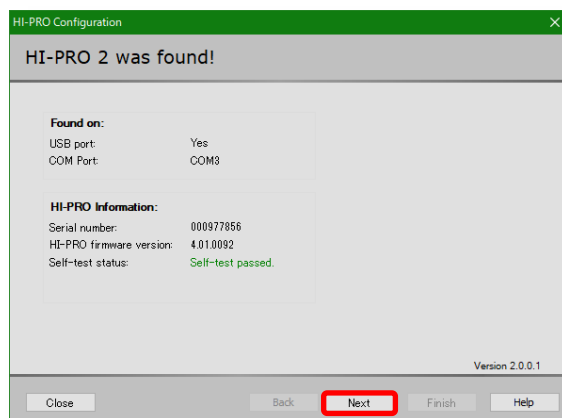 HI-PRO Configuration
HI-PRO 2 was found!
Found on:
USB port: Yes
COM Port: COM3
HI-PRO Information:
Serial number: 000977856
HI-PRO firmware version: 4.01.0092
Self-test status: Self-test passed.
Version 2.0.0.1
Close Back Next Finish Help